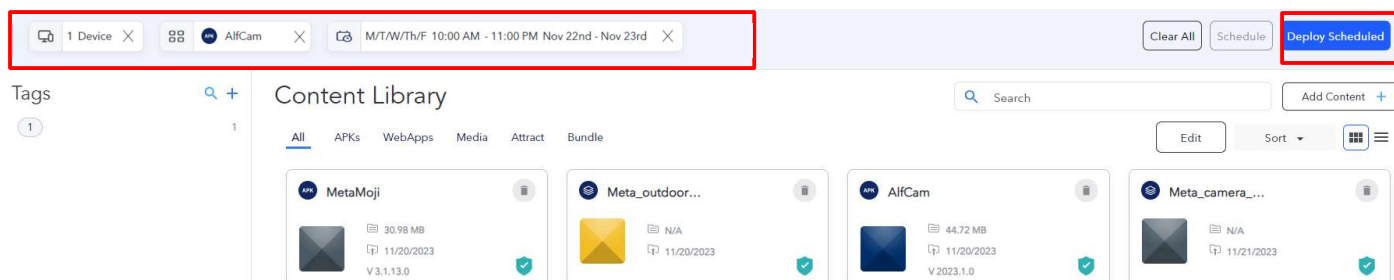 1 Device
APK AlfCam
M/T/W/Th/F 10:00 AM - 11:00 PM Nov 22nd - Nov 23rd
Clear All
Schedule
Deploy Scheduled
Tags
1
1
Content Library
Search
Add Content +
All APKs WebApps Media Attract Bundle
Edit
Sort
APK MetaMoji
30.98 MB
11/20/2023
V 3.1.13.0
Meta_outdoor...
N/A
11/20/2023
APK AlfCam
44.72 MB
11/20/2023
V 2023.1.0
Meta_camera_...
N/A
11/21/2023